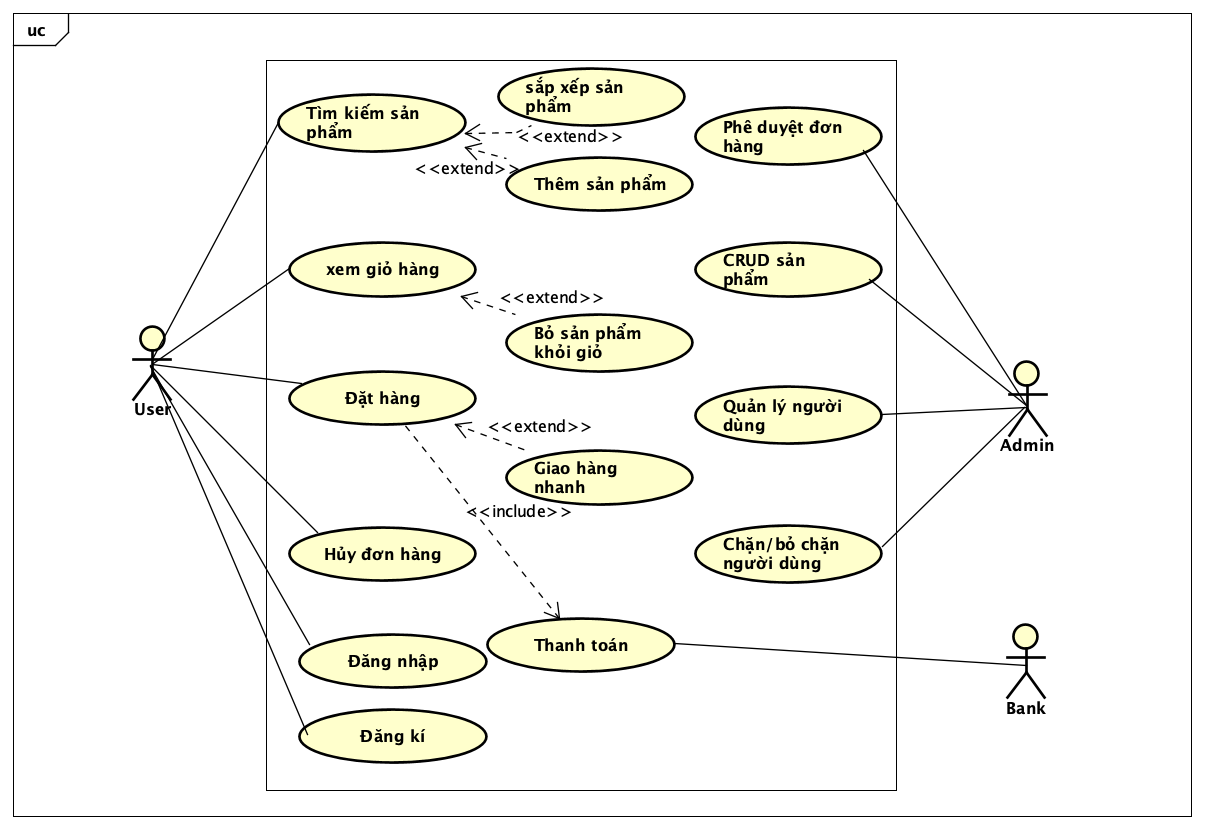 uc
Tìm kiếm sản
phẩm
sắp xếp sản
phẩm
<<extend>>
<<extend>>
Thêm sản phẩm
Phê duyệt đơn
hàng
xem giỏ hàng
<<extend>>
Bỏ sản phẩm
khỏi giỏ
CRUD sản
phẩm
User
Đặt hàng
<<extend>>
Giao hàng
nhanh
<<include>>
Quản lý người
dùng
Admin
Hủy đơn hàng
Chặn/bỏ chặn
người dùng
Đăng nhập
Thanh toán
Bank
Đăng kí